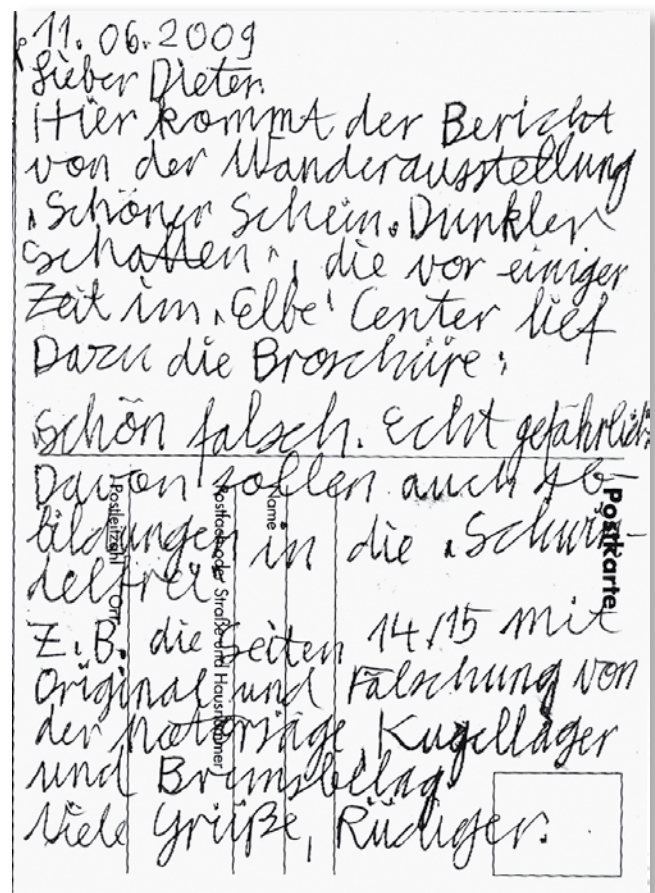 11.06.2009
Lieber Dieter.
Hier kommt der Bericht
von der Wanderausstellung
"Schöner Schein. Dunkler
Schatten", die vor einiger
Zeit im "Elbe" Center lief
Dazu die Broschüre:
"schön falsch. Echt gefährlich"
Davon sollen auch Ab-
bildungen in die "Schwin-
delfrei"
Z.B. die Seiten 14/15 mit
Original und Fälschung von
der Motorsäge, Kugellager
und Bremsbelag.
Viele Grüße, Rüdiger.
Postkarte
Name
Postfach oder Straße und Hausnummer
Postleitzahl Ort